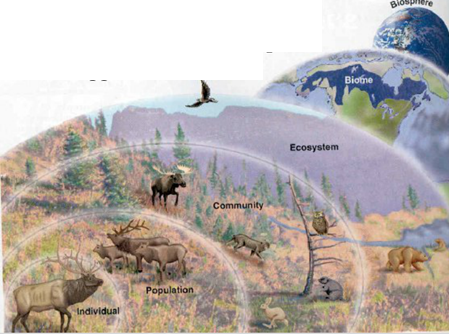 Biosphere
Biome
Ecosystem
Community
Population
Individual